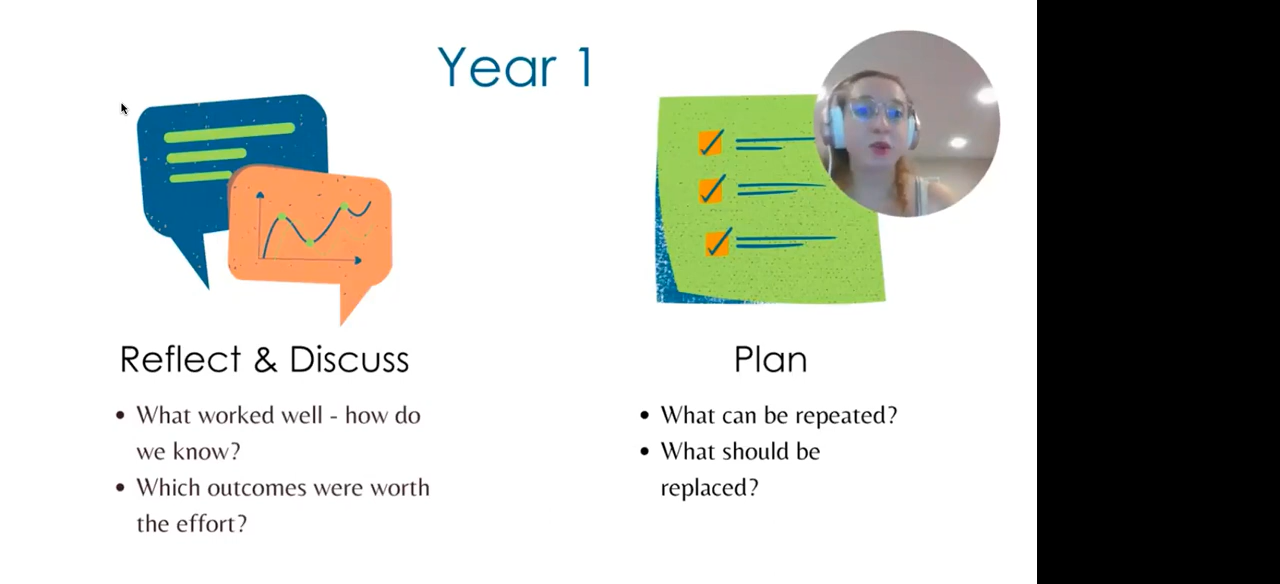 Year 1
Reflect & Discuss
• What worked well - how do
we know?
• Which outcomes were worth
the effort?
Plan
• What can be repeated?
• What should be
replaced?